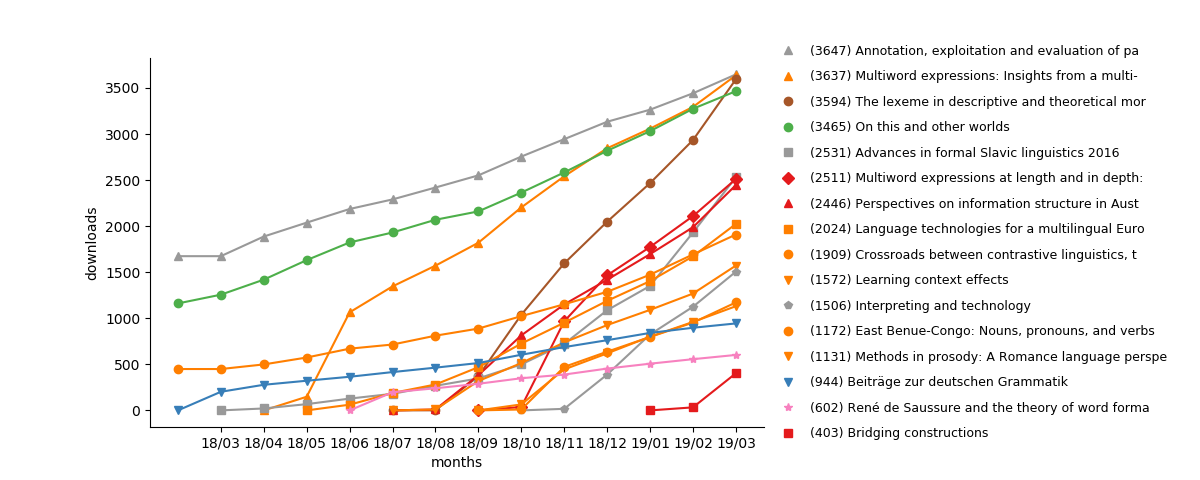 3500
3000
2500
2000
1500
1000
500
0
downloads
18/03 18/04 18/05 18/06 18/07 18/08 18/09 18/10 18/11 18/12 19/01 19/02 19/03
months
(3647) Annotation, exploitation and evaluation of pa
(3637) Multiword expressions: Insights from a multi-
(3594) The lexeme in descriptive and theoretical mor
(3465) On this and other worlds
(2531) Advances in formal Slavic linguistics 2016
(2511) Multiword expressions at length and in depth:
(2446) Perspectives on information structure in Aust
(2024) Language technologies for a multilingual Euro
(1909) Crossroads between contrastive linguistics, t
(1572) Learning context effects
(1506) Interpreting and technology
(1172) East Benue-Congo: Nouns, pronouns, and verbs
(1131) Methods in prosody: A Romance language perspe
(944) Beiträge zur deutschen Grammatik
(602) René de Saussure and the theory of word forma
(403) Bridging constructions